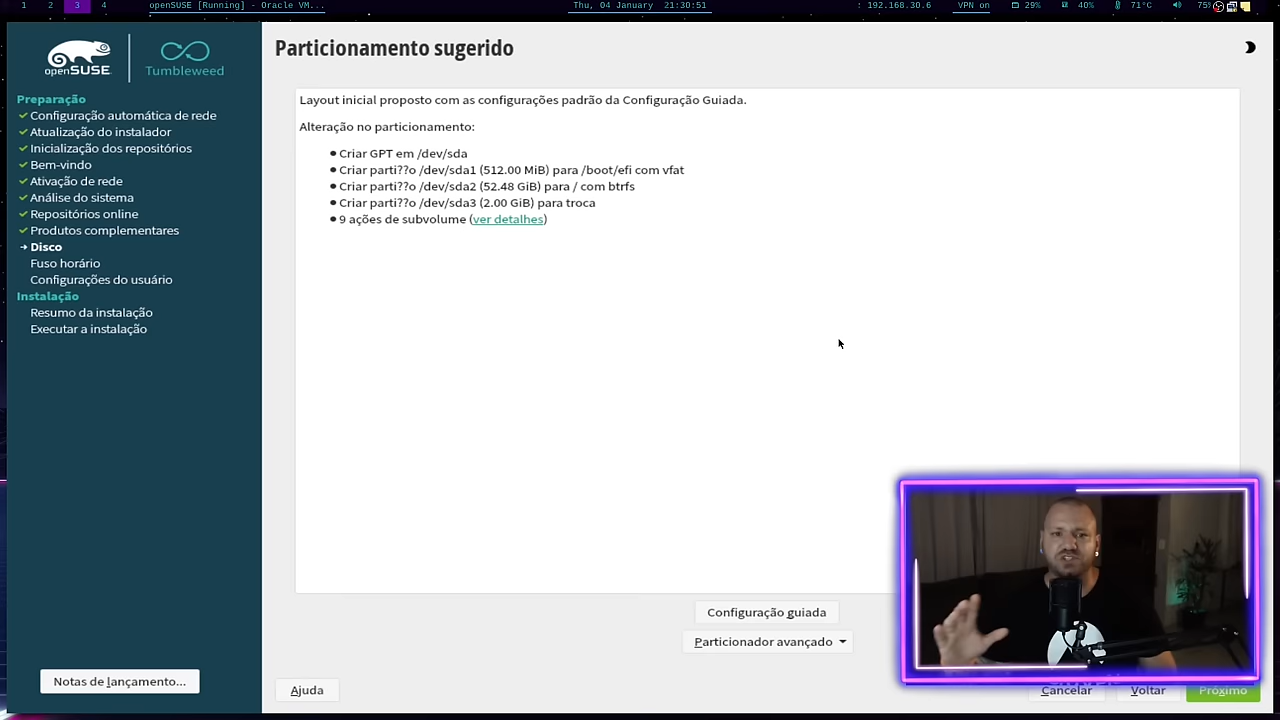 1 2 3 4 openSUSE [Running] - Oracle VM... Thu, 04 January 21:30:51 : 192.168.30.6 VPN on 29% 40% 71°C 75%
openSUSE
Tumbleweed
Preparação
Configuração automática de rede
Atualização do instalador
Inicialização dos repositórios
Bem-vindo
Ativação de rede
Análise do sistema
Repositórios online
Produtos complementares
Disco
Fuso horário
Configurações do usuário
Instalação
Resumo da instalação
Executar a instalação
Notas de lançamento...
Particionamento sugerido
Layout inicial proposto com as configurações padrão da Configuração Guiada.
Alteração no particionamento:
Criar GPT em /dev/sda
Criar parti??o /dev/sda1 (512.00 MiB) para /boot/efi com vfat
Criar parti??o /dev/sda2 (52.48 GiB) para / com btrfs
Criar parti??o /dev/sda3 (2.00 GiB) para troca
9 ações de subvolume (ver detalhes)
Configuração guiada
Particionador avançado
Ajuda
Cancelar
Voltar
Próximo